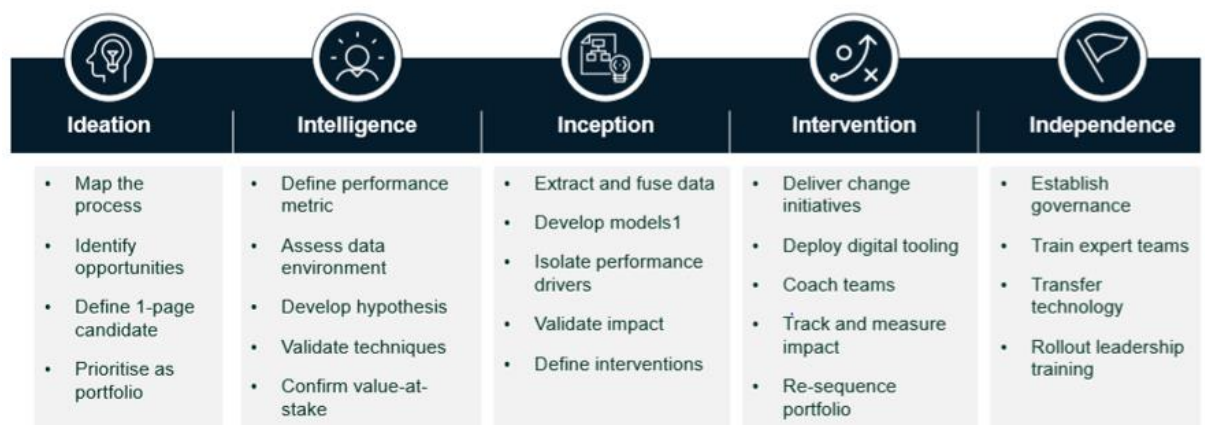 Ideation
Intelligence
Inception
Intervention
Independence
• Map the
process
• Identify
opportunities
• Define 1-page
candidate
• Prioritise as
portfolio
• Define performance
metric
• Assess data
environment
• Develop hypothesis
• Validate techniques
• Confirm value-at-
stake
• Extract and fuse data
• Develop models1
• Isolate performance
drivers
• Validate impact
• Define interventions
• Deliver change
initiatives
• Deploy digital tooling
• Coach teams
• Track and measure
impact
• Re-sequence
portfolio
• Establish
governance
• Train expert teams
• Transfer
technology
• Rollout leadership
training